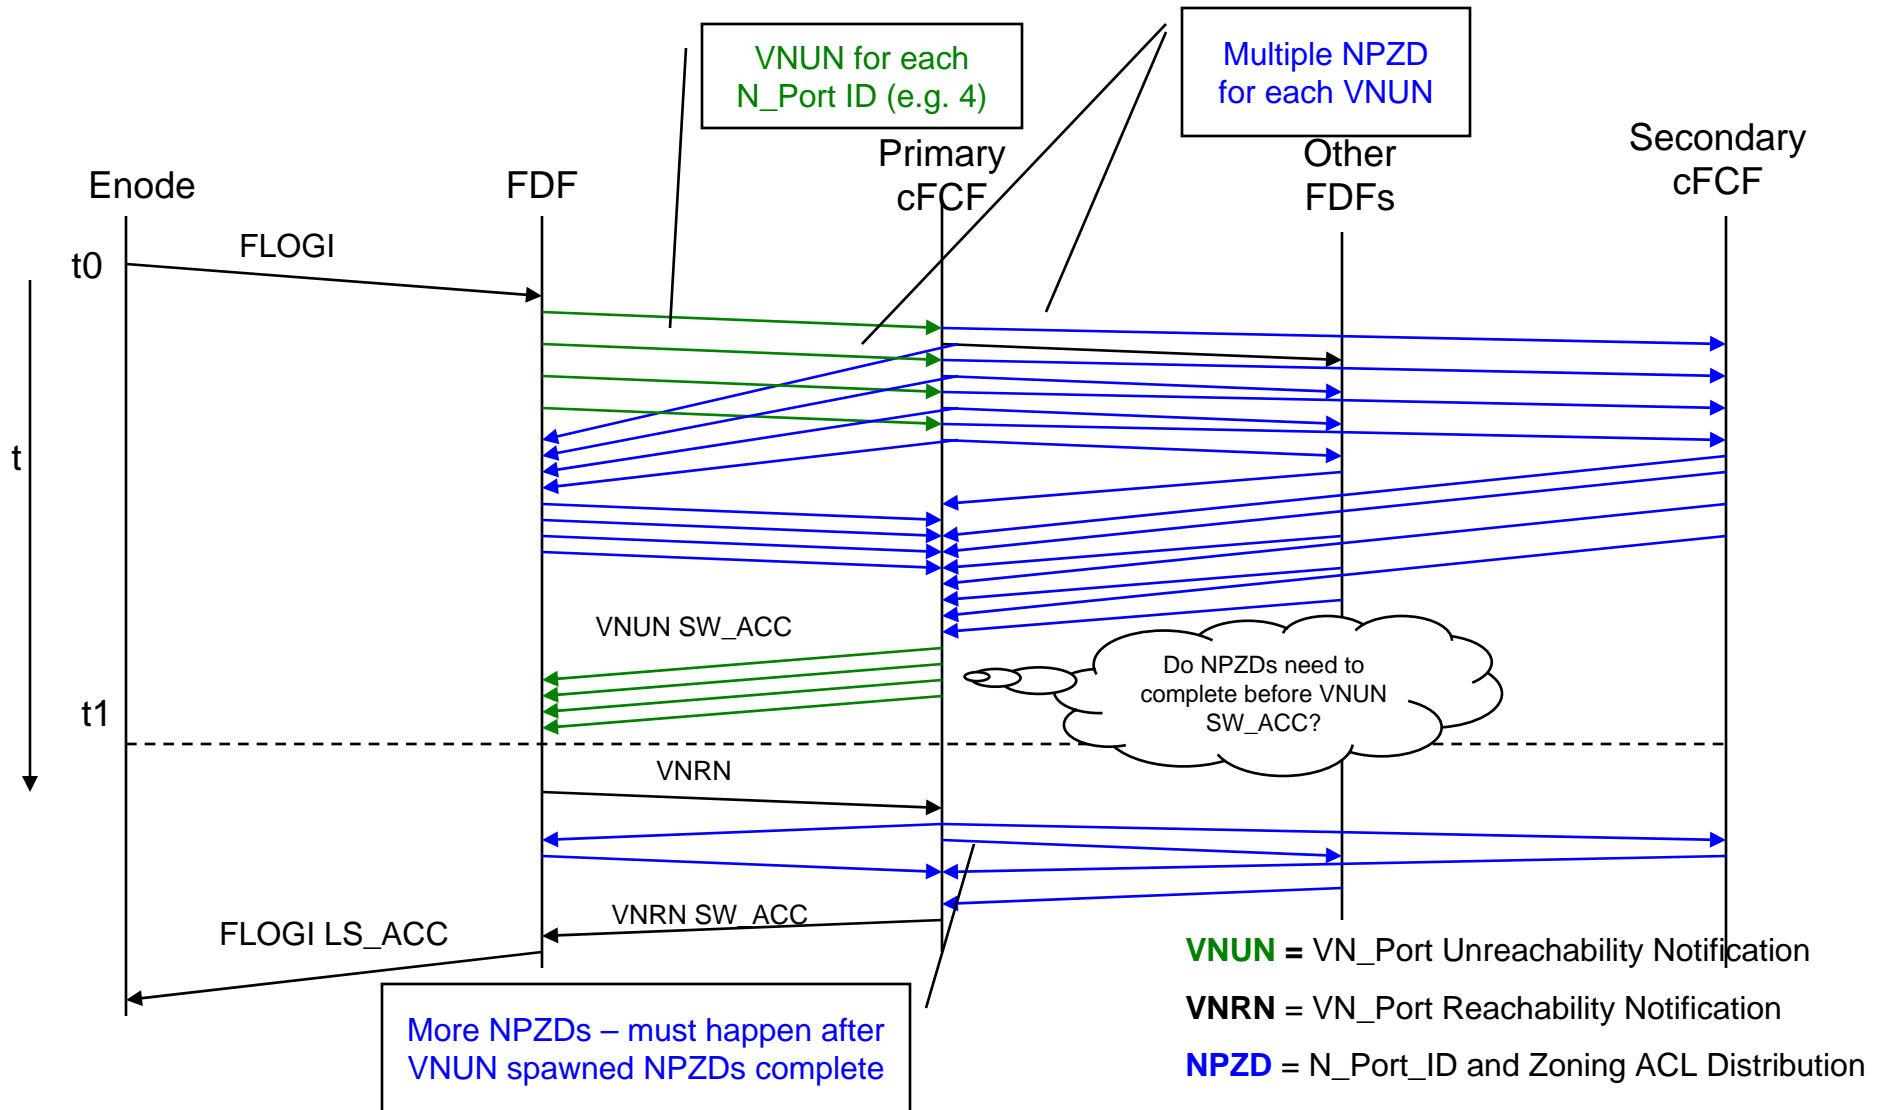 VNUN for each
N_Port ID (e.g. 4)
Multiple NPZD
for each VNUN
Enode
FDF
Primary
cFCF
Other
FDFs
Secondary
cFCF
t0
FLOGI
t
VNUN SW_ACC
Do NPZDs need to
complete before VNUN
SW_ACC?
t1
VNRN
VNRN SW_ACC
FLOGI LS_ACC
VNUN = VN_Port Unreachability Notification
VNRN = VN_Port Reachability Notification
NPZD = N_Port_ID and Zoning ACL Distribution
More NPZDs – must happen after
VNUN spawned NPZDs complete